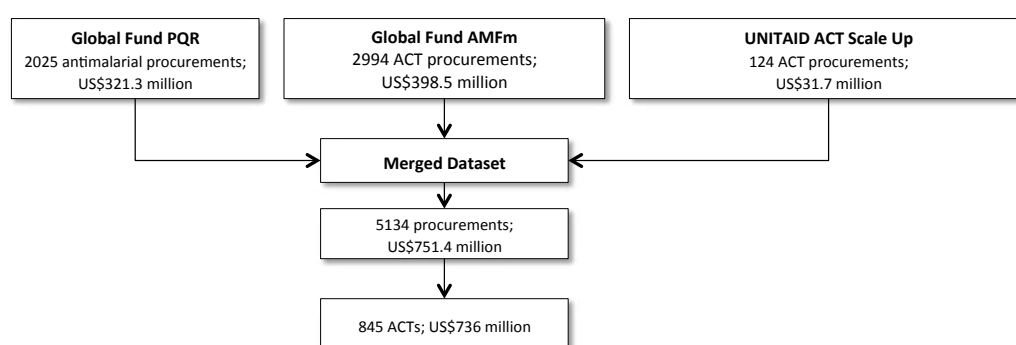 Global Fund PQR
2025 antimalarial procurements;
US$321.3 million
Global Fund AMFm
2994 ACT procurements;
US$398.5 million
UNITAID ACT Scale Up
124 ACT procurements;
US$31.7 million
Merged Dataset
5134 procurements;
US$751.4 million
845 ACTs; US$736 million